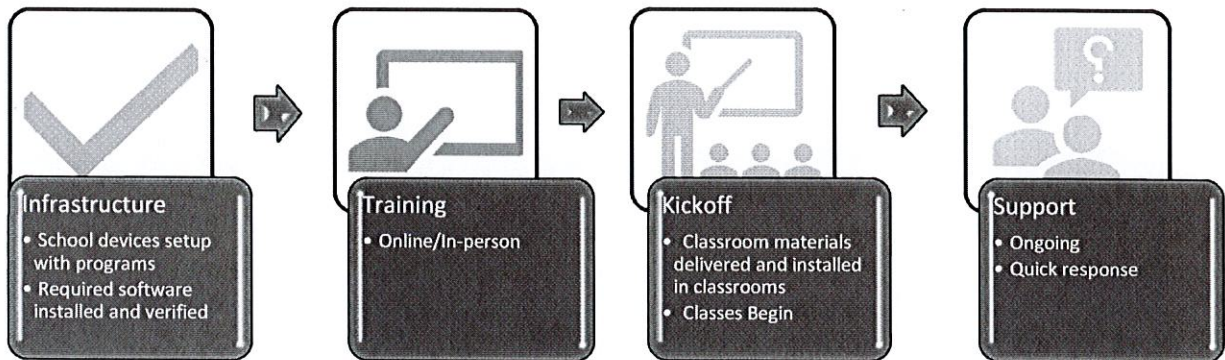 Infrastructure
• School devices setup
with programs
• Required software
installed and verified
Training
• Online/In-person
Kickoff
• Classroom materials
delivered and installed
in classrooms
• Classes Begin
Support
• Ongoing
• Quick response
?